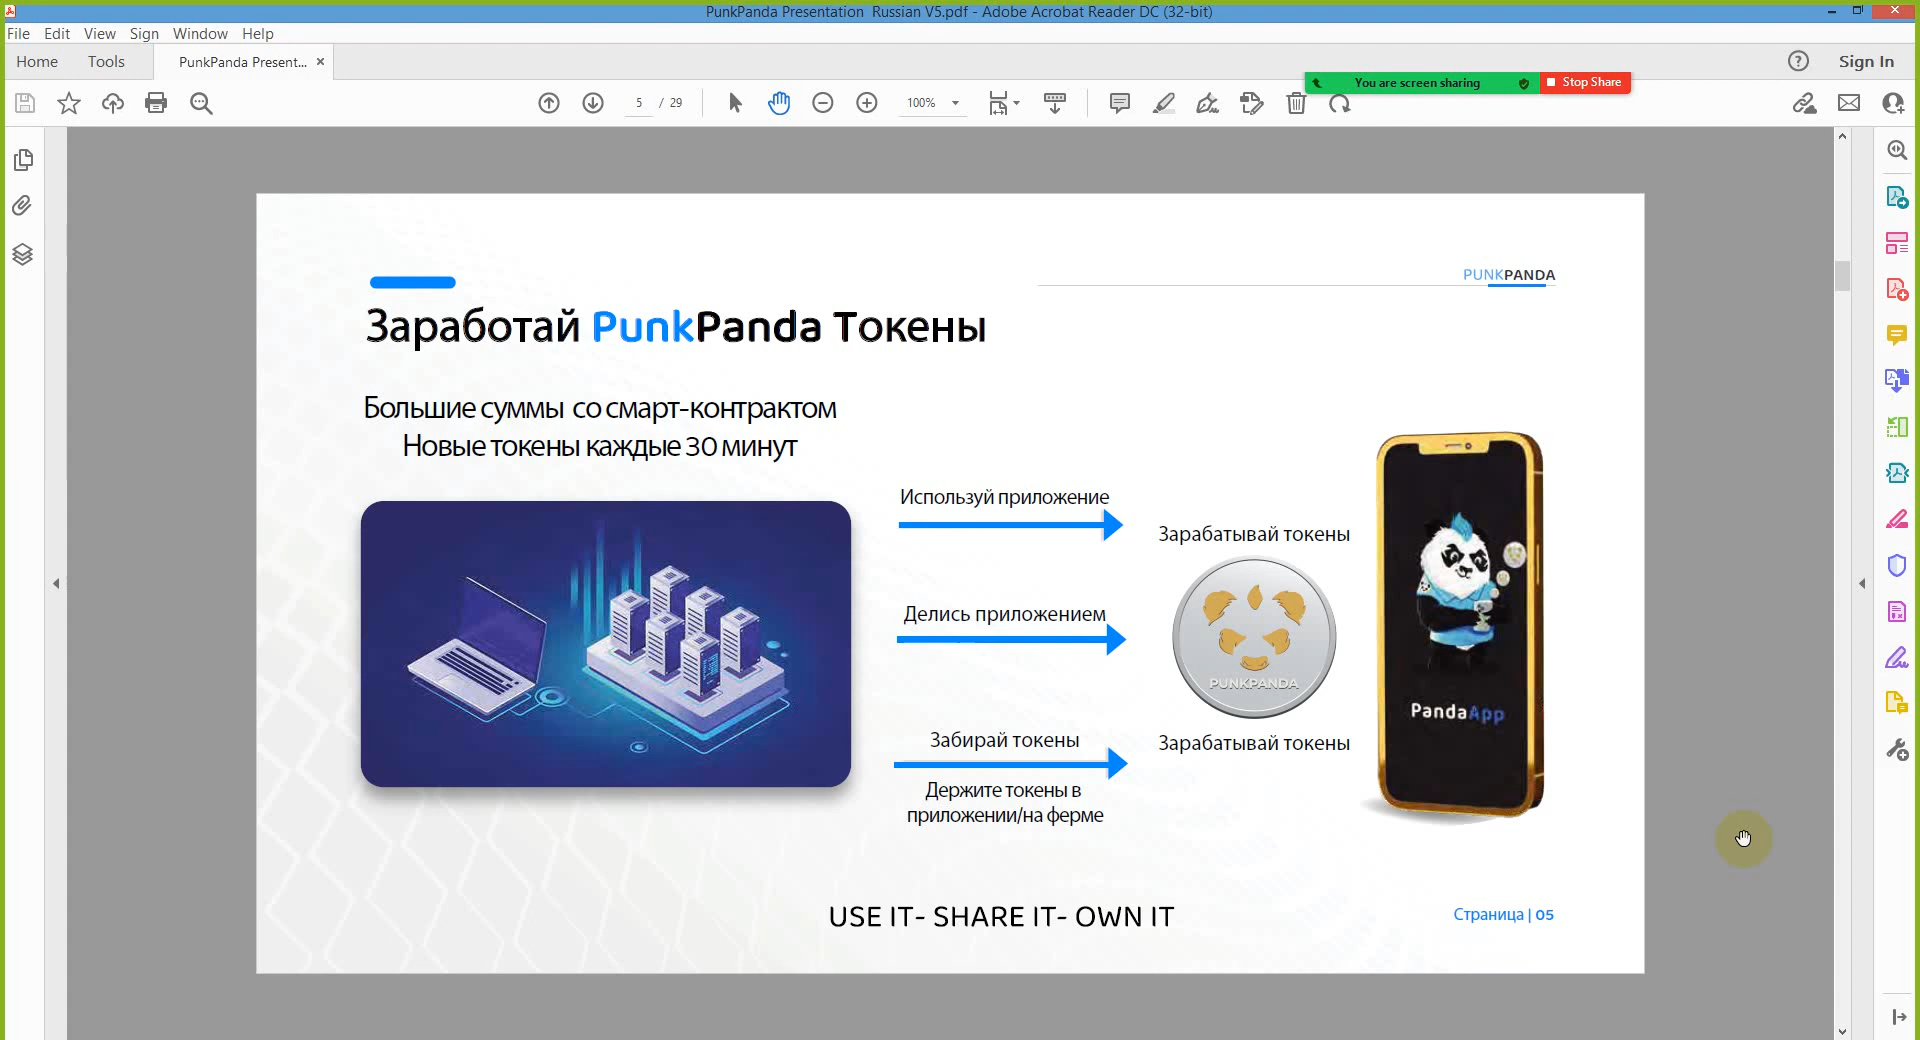 PunkPanda Presentation Russian V5.pdf - Adobe Acrobat Reader DC (32-bit)
File Edit View Sign Window Help
Home Tools PunkPanda Present... ×
? Sign In
You are screen sharing Stop Share
5 / 29 100%
PUNKPANDA
Заработай PunkPanda Токены
Большие суммы со смарт-контрактом
Новые токены каждые 30 минут
Используй приложение
Зарабатывай токены
Делись приложением
PUNKPANDA
PandaApp
Забирай токены
Зарабатывай токены
Держите токены в
приложении/на ферме
USE IT- SHARE IT- OWN IT
Страница | 05